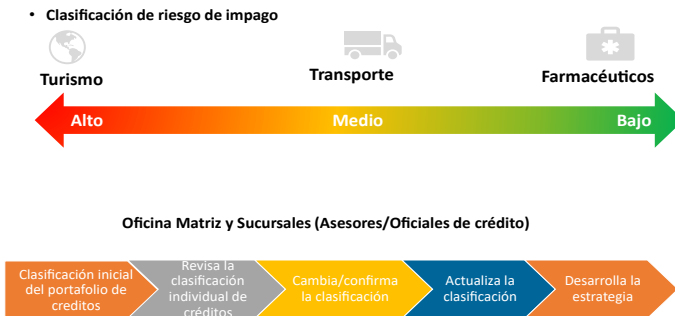 • Clasificación de riesgo de impago
Turismo
Transporte
Farmacéuticos
Alto
Medio
Bajo
Oficina Matriz y Sucursales (Asesores/Oficiales de crédito)
Clasificación inicial
del portafolio de
creditos
Revisa la
clasificación
individual de
créditos
Cambia/confirma
la clasificación
Actualiza la
clasificación
Desarrolla la
estrategia